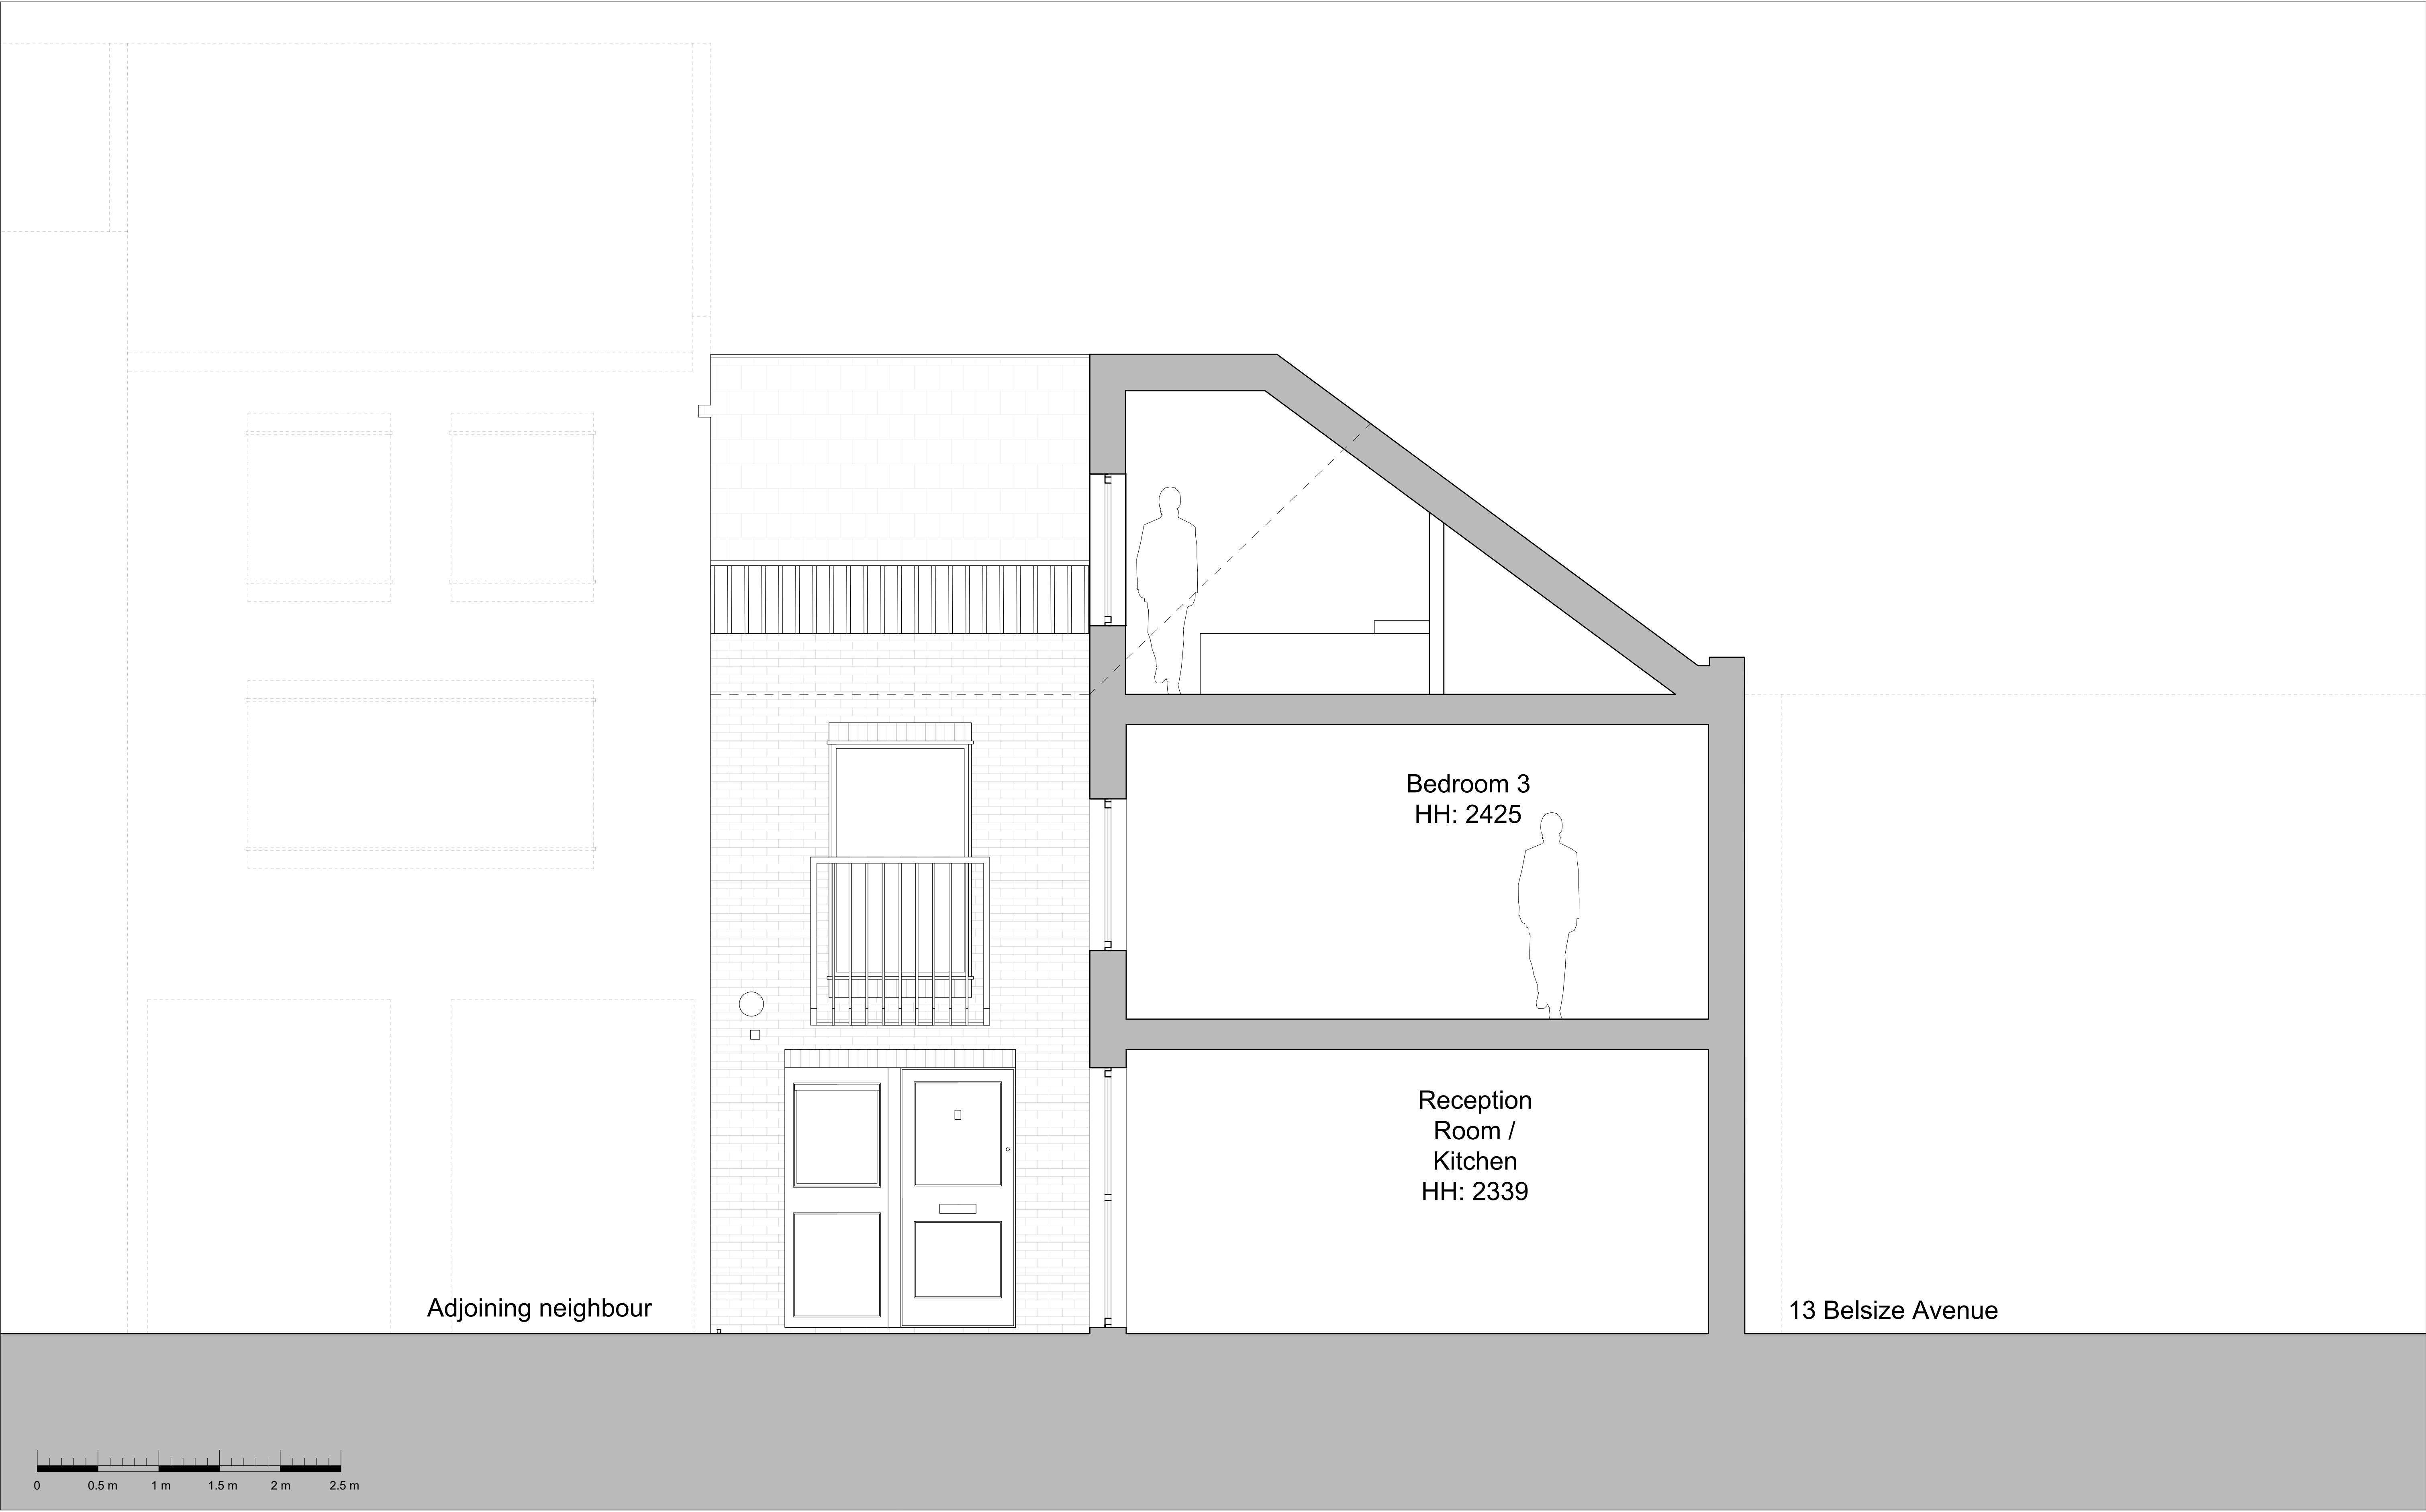 Bedroom 3
HH: 2425
Reception
Room /
Kitchen
HH: 2339
Adjoining neighbour
13 Belsize Avenue
0 0.5 m 1 m 1.5 m 2 m 2.5 m